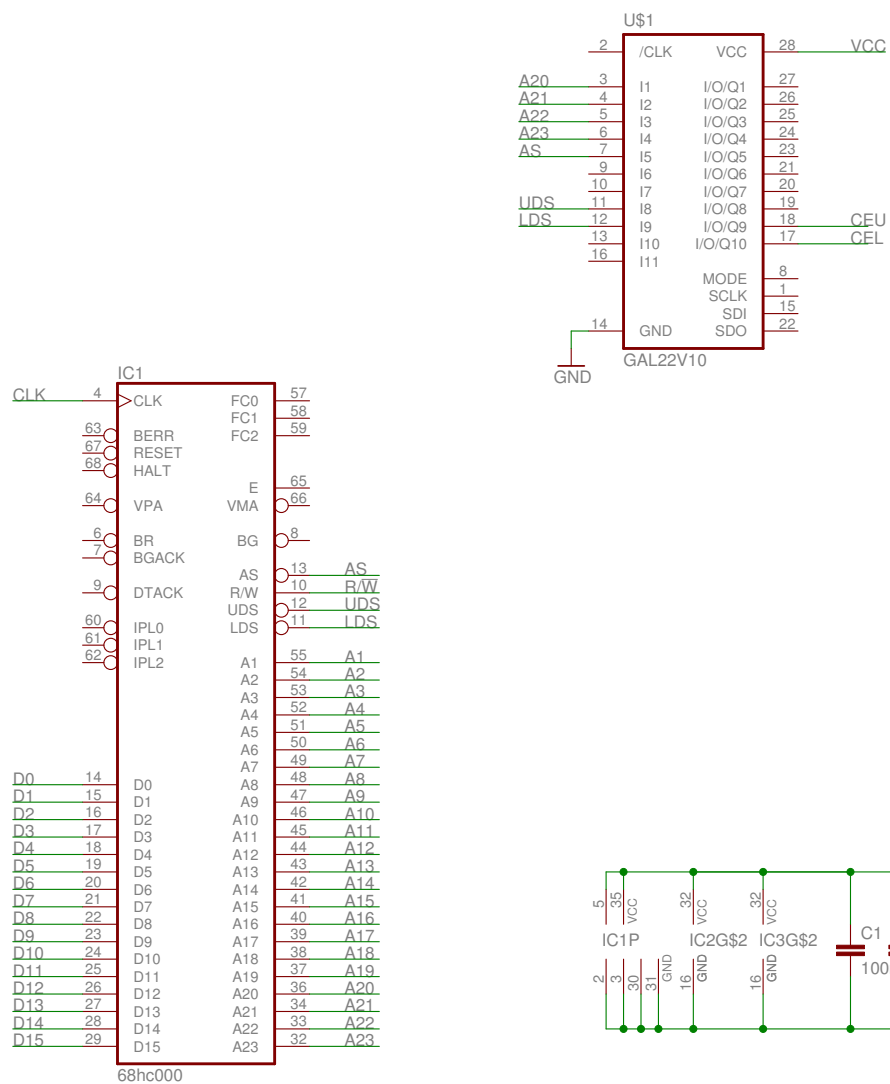 U$1
2 /CLK VCC 28 VCC
A20 3 I1 I/O/Q1 27
A21 4 I2 I/O/Q2 26
A22 5 I3 I/O/Q3 25
A23 6 I4 I/O/Q4 24
AS 7 I5 I/O/Q5 23
9 I6 I/O/Q6 21
10 I7 I/O/Q7 20
UDS 11 I8 I/O/Q8 19
LDS 12 I9 I/O/Q9 18 CEU
13 I10 I/O/Q10 17 CEL
16 I11
MODE 8
SCLK 1
SDI 15
14 GND SDO 22
GAL22V10
GND
IC1
CLK 4 CLK FC0 57
FC1 58
63 BERR FC2 59
67 RESET
68 HALT
E 65
64 VPA VMA 66
6 BR BG 8
7 BGACK
AS 13 AS
9 DTACK R/W 10 R/W̅
UDS 12 UDS
60 IPL0 LDS 11 LDS
61 IPL1
62 IPL2 A1 55 A1
A2 54 A2
A3 53 A3
A4 52 A4
A5 51 A5
A6 50 A6
A7 49 A7
D0 14 D0 A8 48 A8
D1 15 D1 A9 47 A9
D2 16 D2 A10 46 A10
D3 17 D3 A11 45 A11
D4 18 D4 A12 44 A12
D5 19 D5 A13 43 A13
D6 20 D6 A14 42 A14
D7 21 D7 A15 41 A15
D8 22 D8 A16 40 A16
D9 23 D9 A17 39 A17
D10 24 D10 A18 38 A18
D11 25 D11 A19 37 A19
D12 26 D12 A20 36 A20
D13 27 D13 A21 34 A21
D14 28 D14 A22 33 A22
D15 29 D15 A23 32 A23
68hc000
5 35 VCC 32 VCC 32 VCC
IC1P IC2G$2 IC3G$2 C1
2 3 30 31 GND 16 GND 16 GND 100